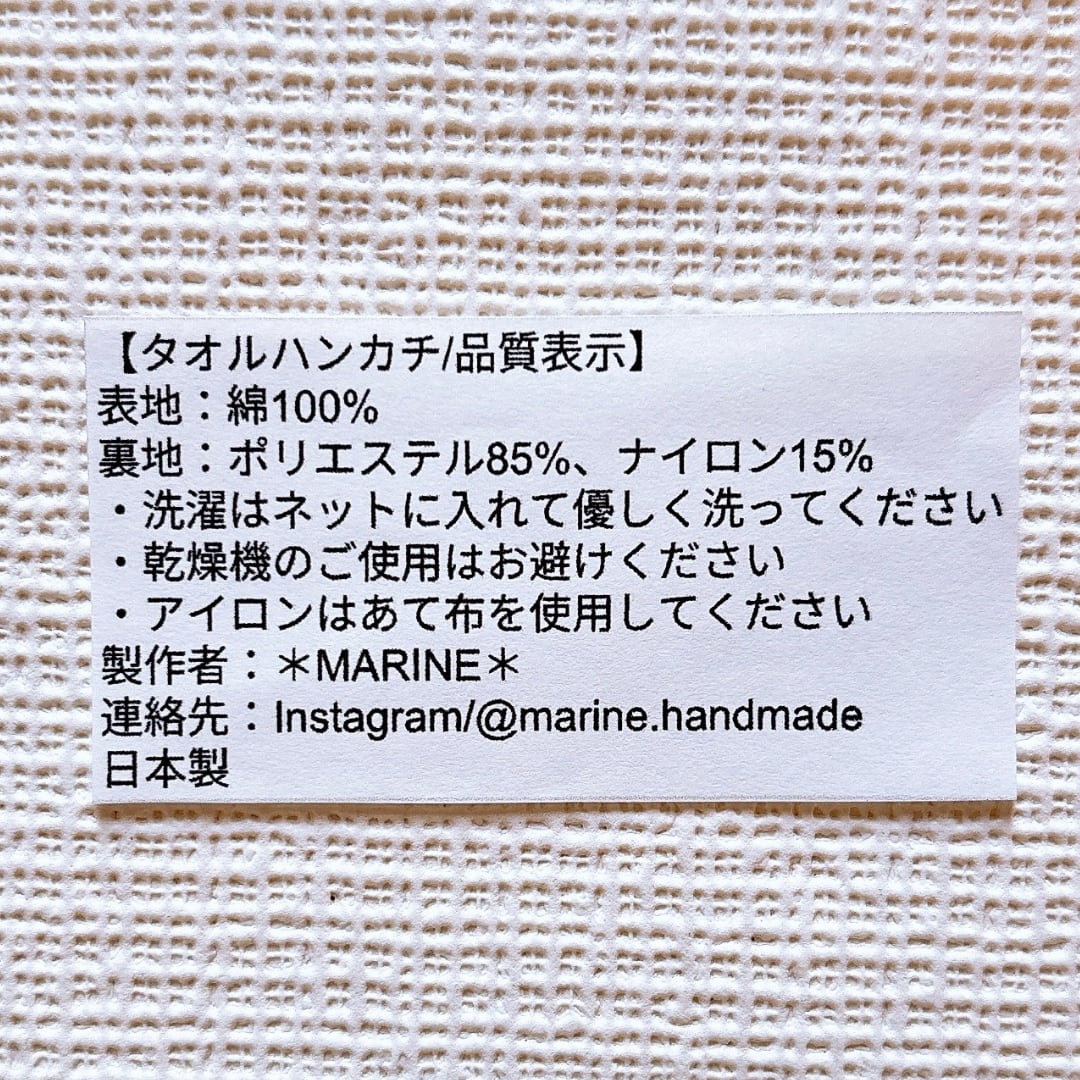 【タオルハンカチ/品質表示】
表地：綿100%
裏地：ポリエステル85%、ナイロン15%
・洗濯はネットに入れて優しく洗ってください
・乾燥機のご使用はお避けください
・アイロンはあて布を使用してください
製作者：＊MARINE＊
連絡先：Instagram/@marine.handmade
日本製